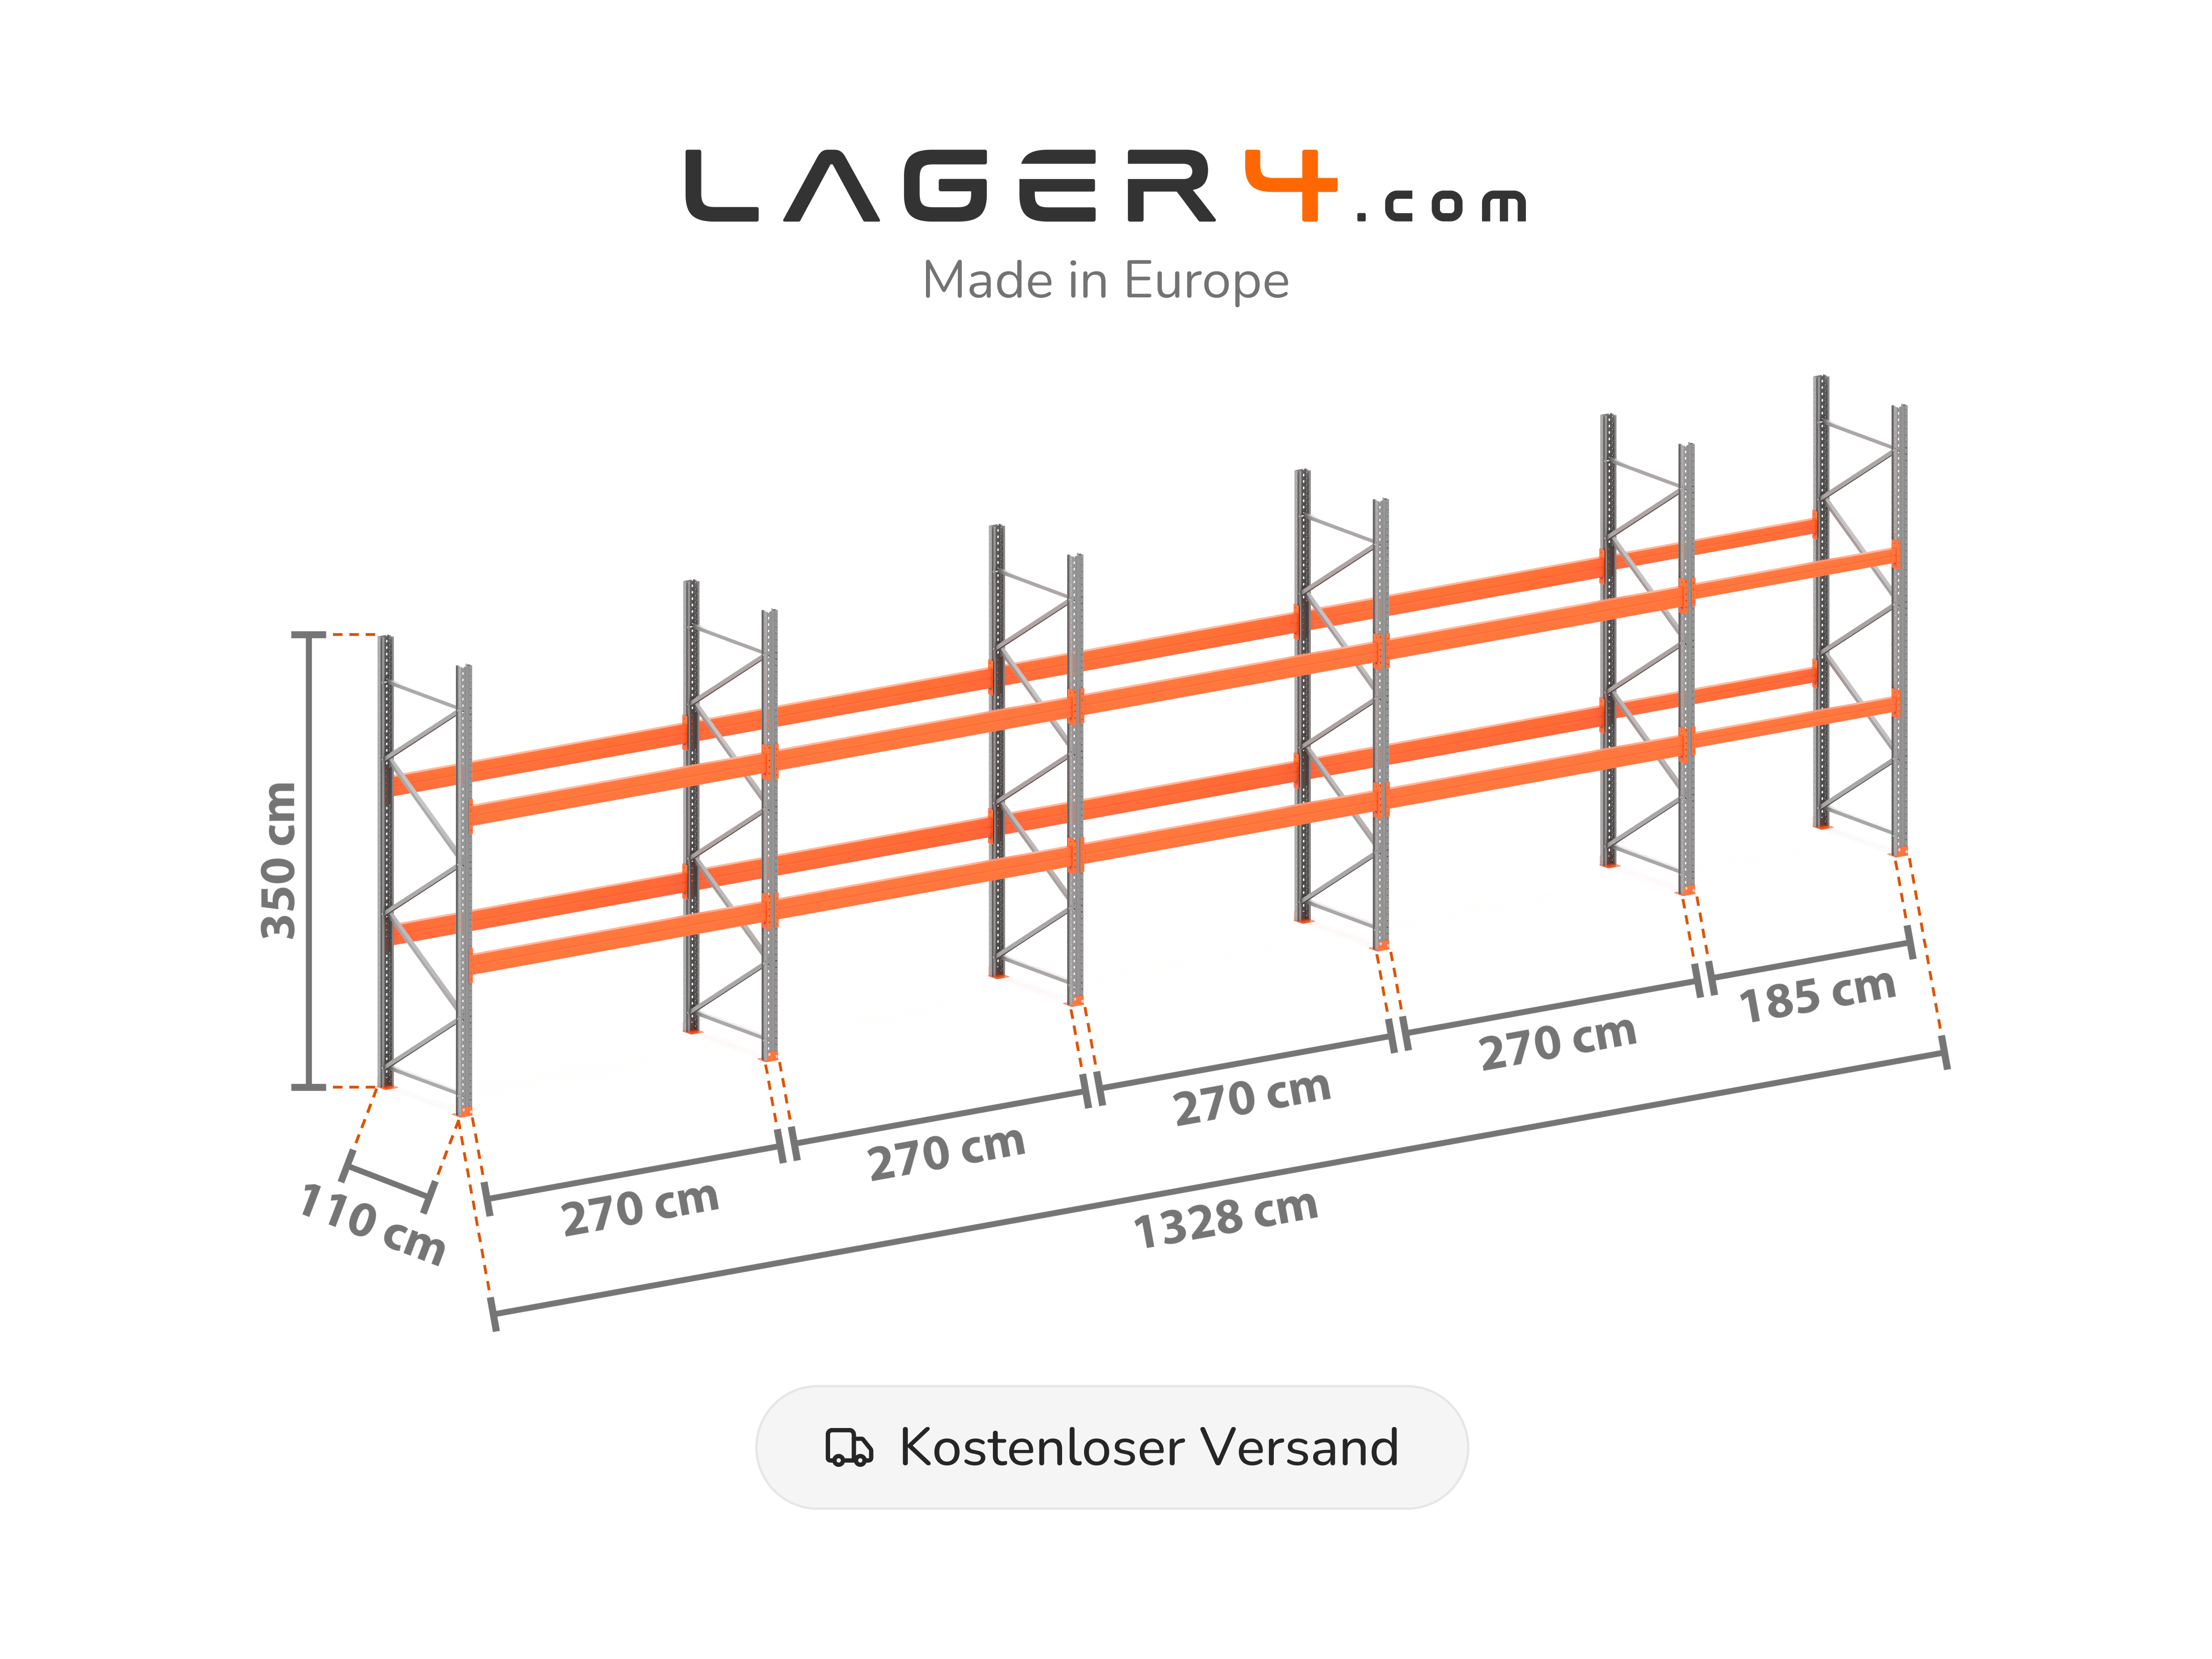 LAGER4.com
Made in Europe
350 cm
110 cm
270 cm
270 cm
270 cm
270 cm
185 cm
1328 cm
Kostenloser Versand